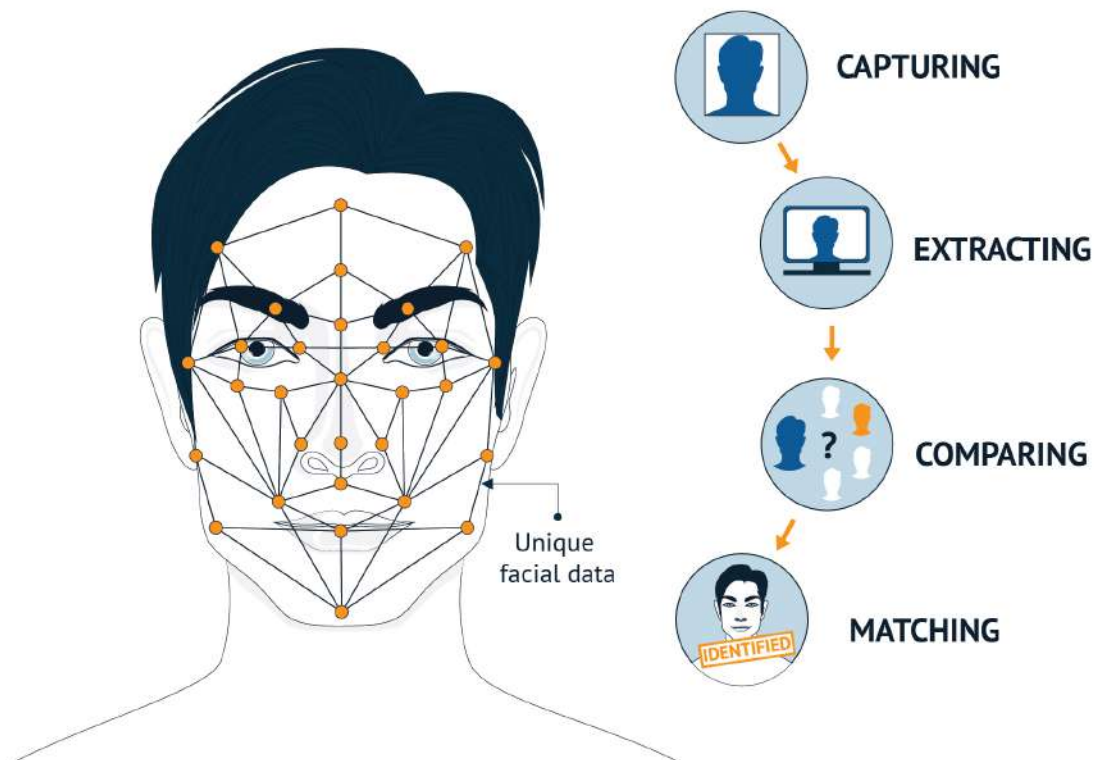 CAPTURING
EXTRACTING
?
COMPARING
Unique
facial data
IDENTIFIED
MATCHING